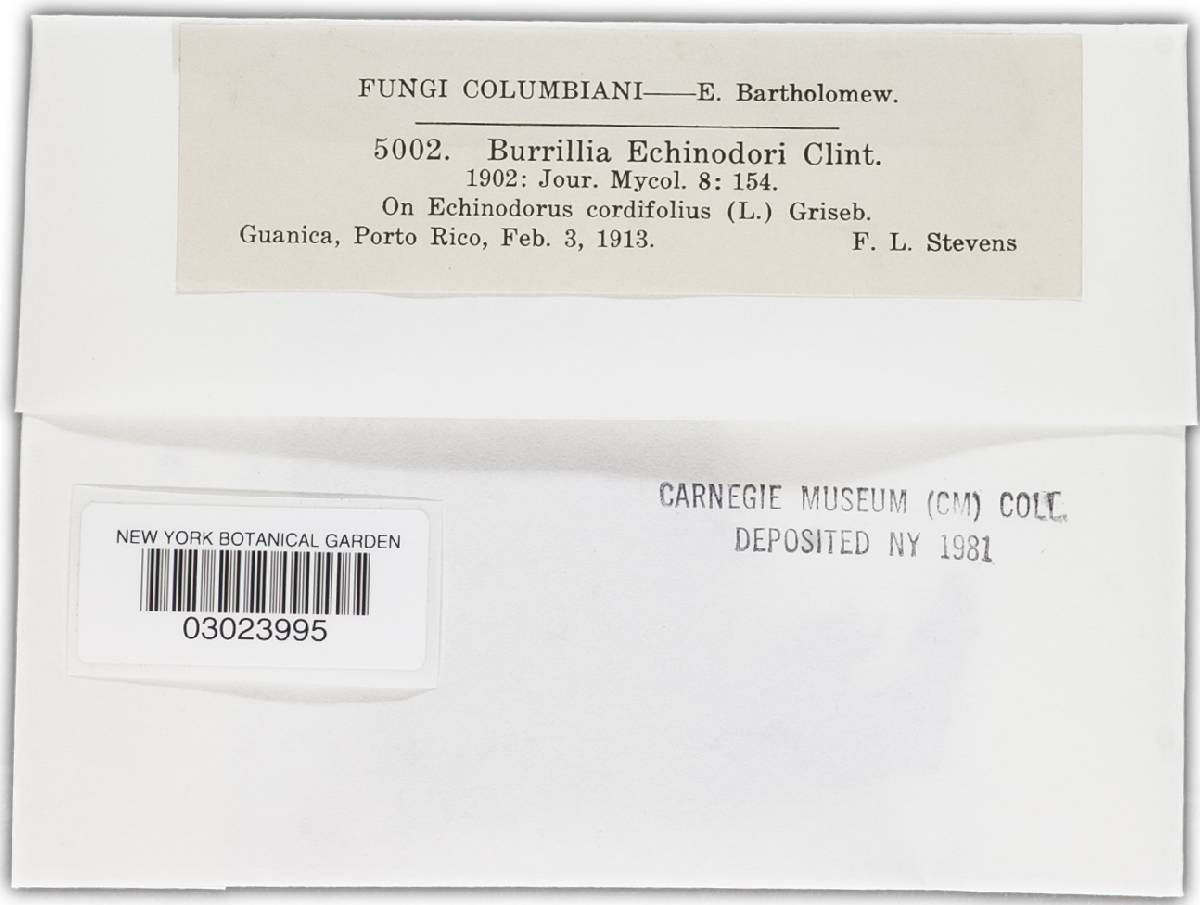 FUNGI COLUMBIANI——E. Bartholomew.
5002. Burrillia Echinodori Clint.
1902: Jour. Mycol. 8: 154.
On Echinodorus cordifolius (L.) Griseb.
Guanica, Porto Rico, Feb. 3, 1913. F. L. Stevens
CARNEGIE MUSEUM (CM) COLL.
DEPOSITED NY 1981
NEW YORK BOTANICAL GARDEN
03023995